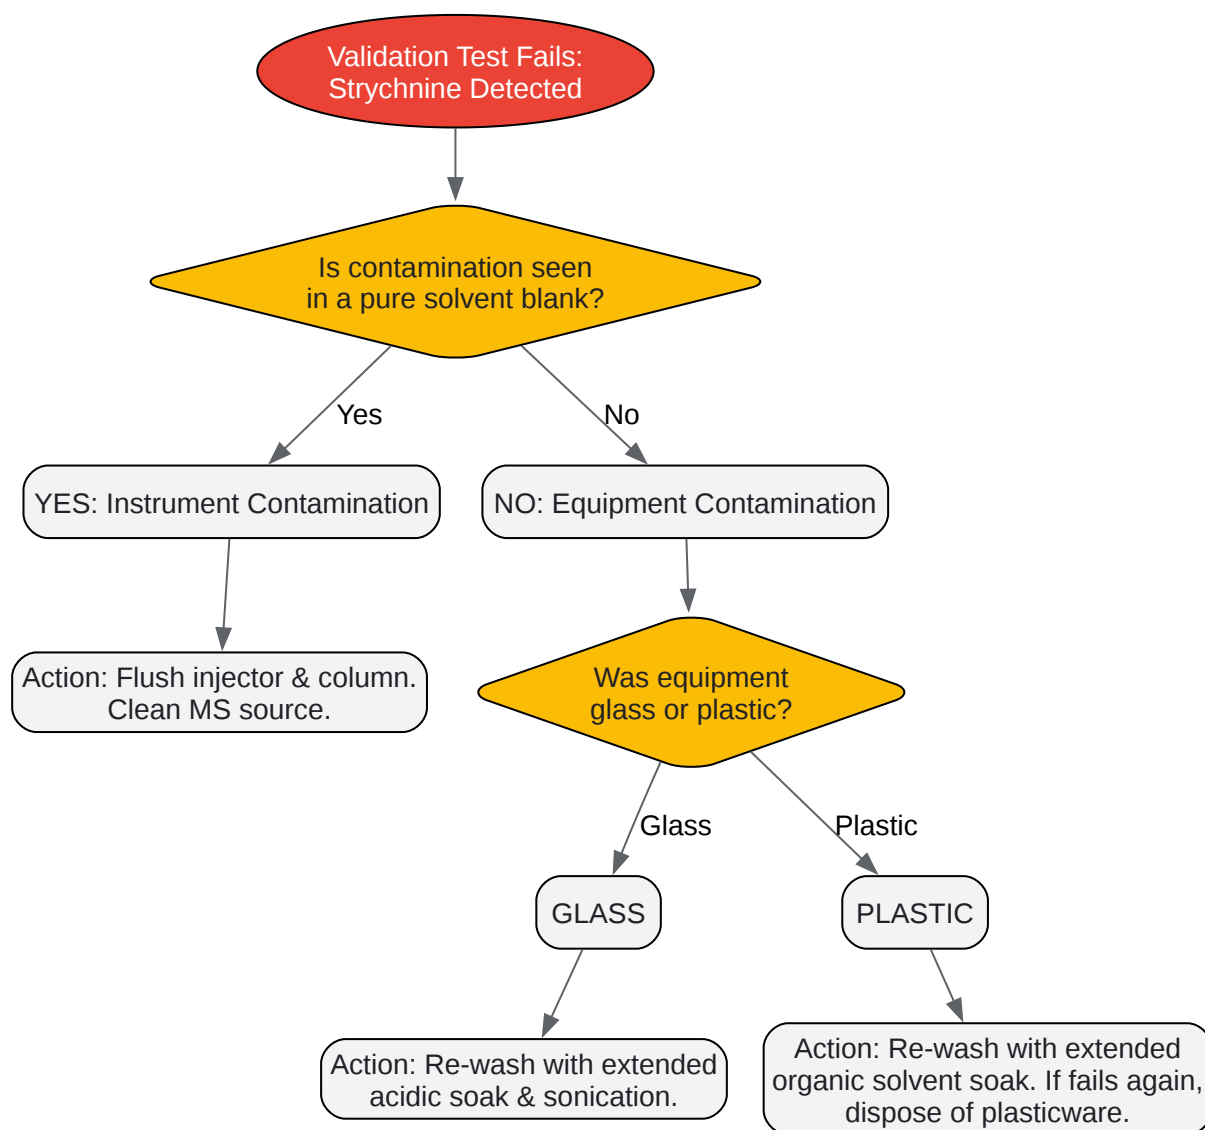 Validation Test Fails:
Strychnine Detected
Is contamination seen
in a pure solvent blank?
Yes
No
YES: Instrument Contamination
NO: Equipment Contamination
Action: Flush injector & column.
Clean MS source.
Was equipment
glass or plastic?
Glass
Plastic
GLASS
PLASTIC
Action: Re-wash with extended
acidic soak & sonication.
Action: Re-wash with extended
organic solvent soak. If fails again,
dispose of plasticware.